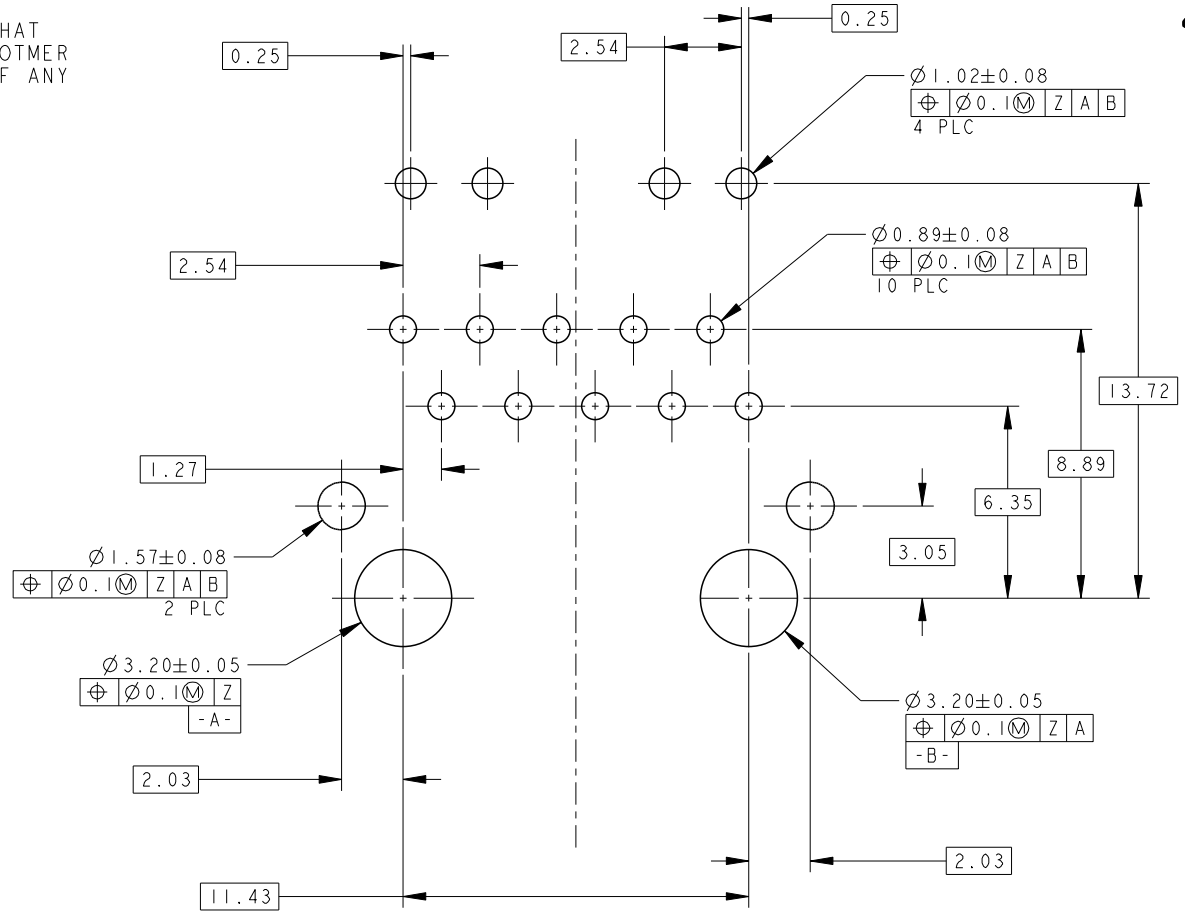 HAT
OTMER
F ANY
0.25
2.54
0.25
Ø1.02±0.08
⌖ Ø0.1Ⓜ Z A B
4 PLC
Ø0.89±0.08
⌖ Ø0.1Ⓜ Z A B
10 PLC
2.54
13.72
8.89
1.27
6.35
3.05
Ø1.57±0.08
⌖ Ø0.1Ⓜ Z A B
2 PLC
Ø3.20±0.05
⌖ Ø0.1Ⓜ Z
-A-
Ø3.20±0.05
⌖ Ø0.1Ⓜ Z A
-B-
2.03
2.03
11.43